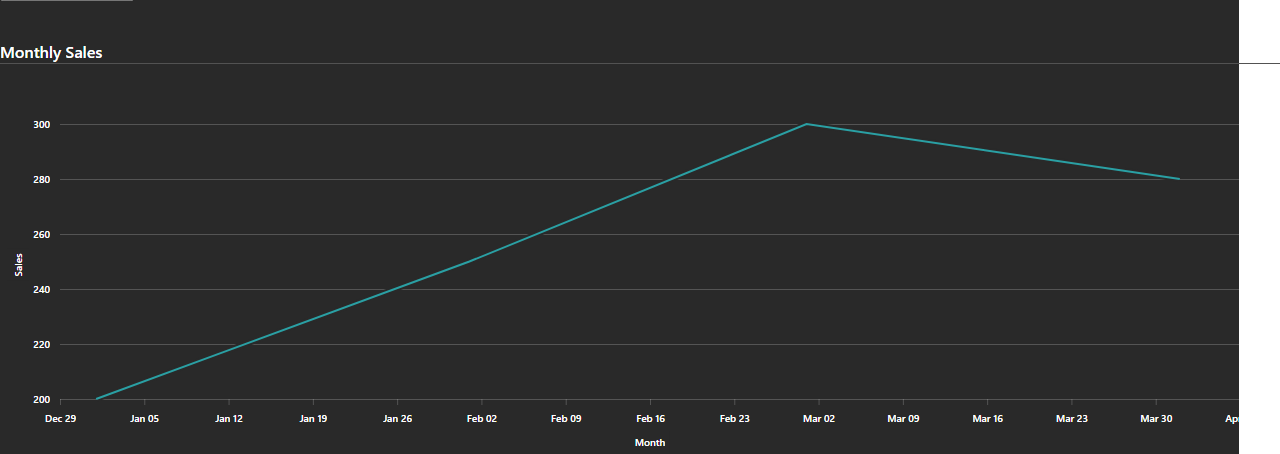 Monthly Sales
300
280
260
240
220
200
Sales
Dec 29 Jan 05 Jan 12 Jan 19 Jan 26 Feb 02 Feb 09 Feb 16 Feb 23 Mar 02 Mar 09 Mar 16 Mar 23 Mar 30
Month